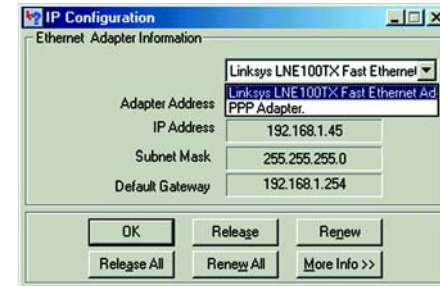 IP Configuration
Ethernet Adapter Information
Linksys LNE100TX Fast Ethernet
Linksys LNE100TX Fast Ethernet Ad
PPP Adapter.
Adapter Address
IP Address 192.168.1.45
Subnet Mask 255.255.255.0
Default Gateway 192.168.1.254
OK Release Renew
Release All Renew All More Info >>